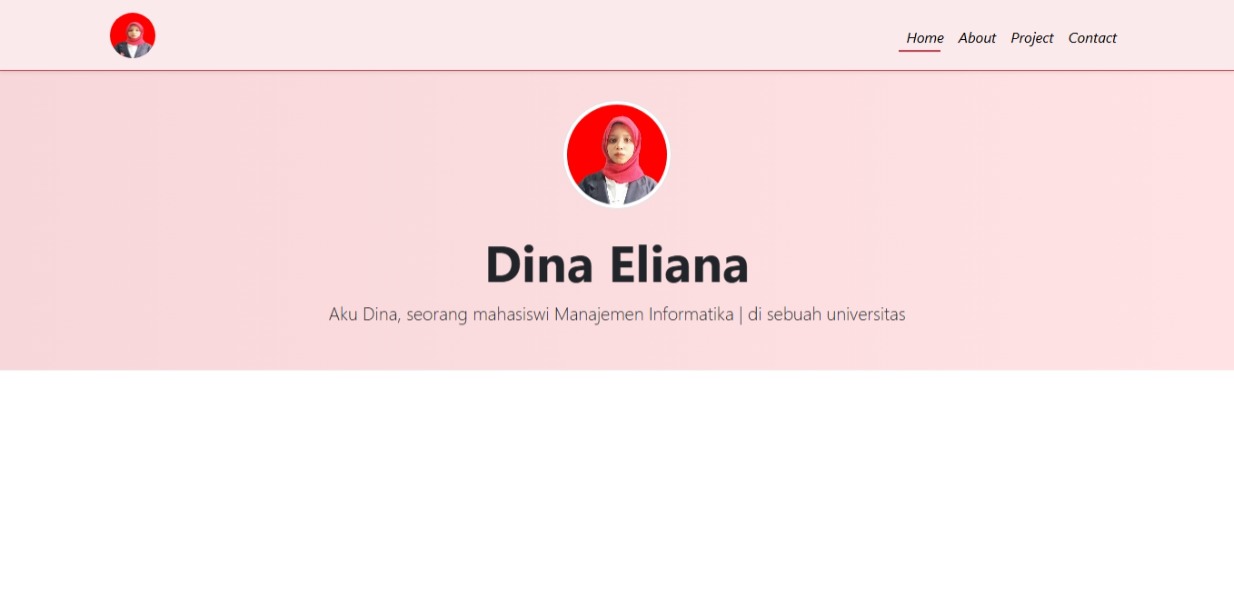 Home About Project Contact
Dina Eliana
Aku Dina, seorang mahasiswi Manajemen Informatika | di sebuah universitas